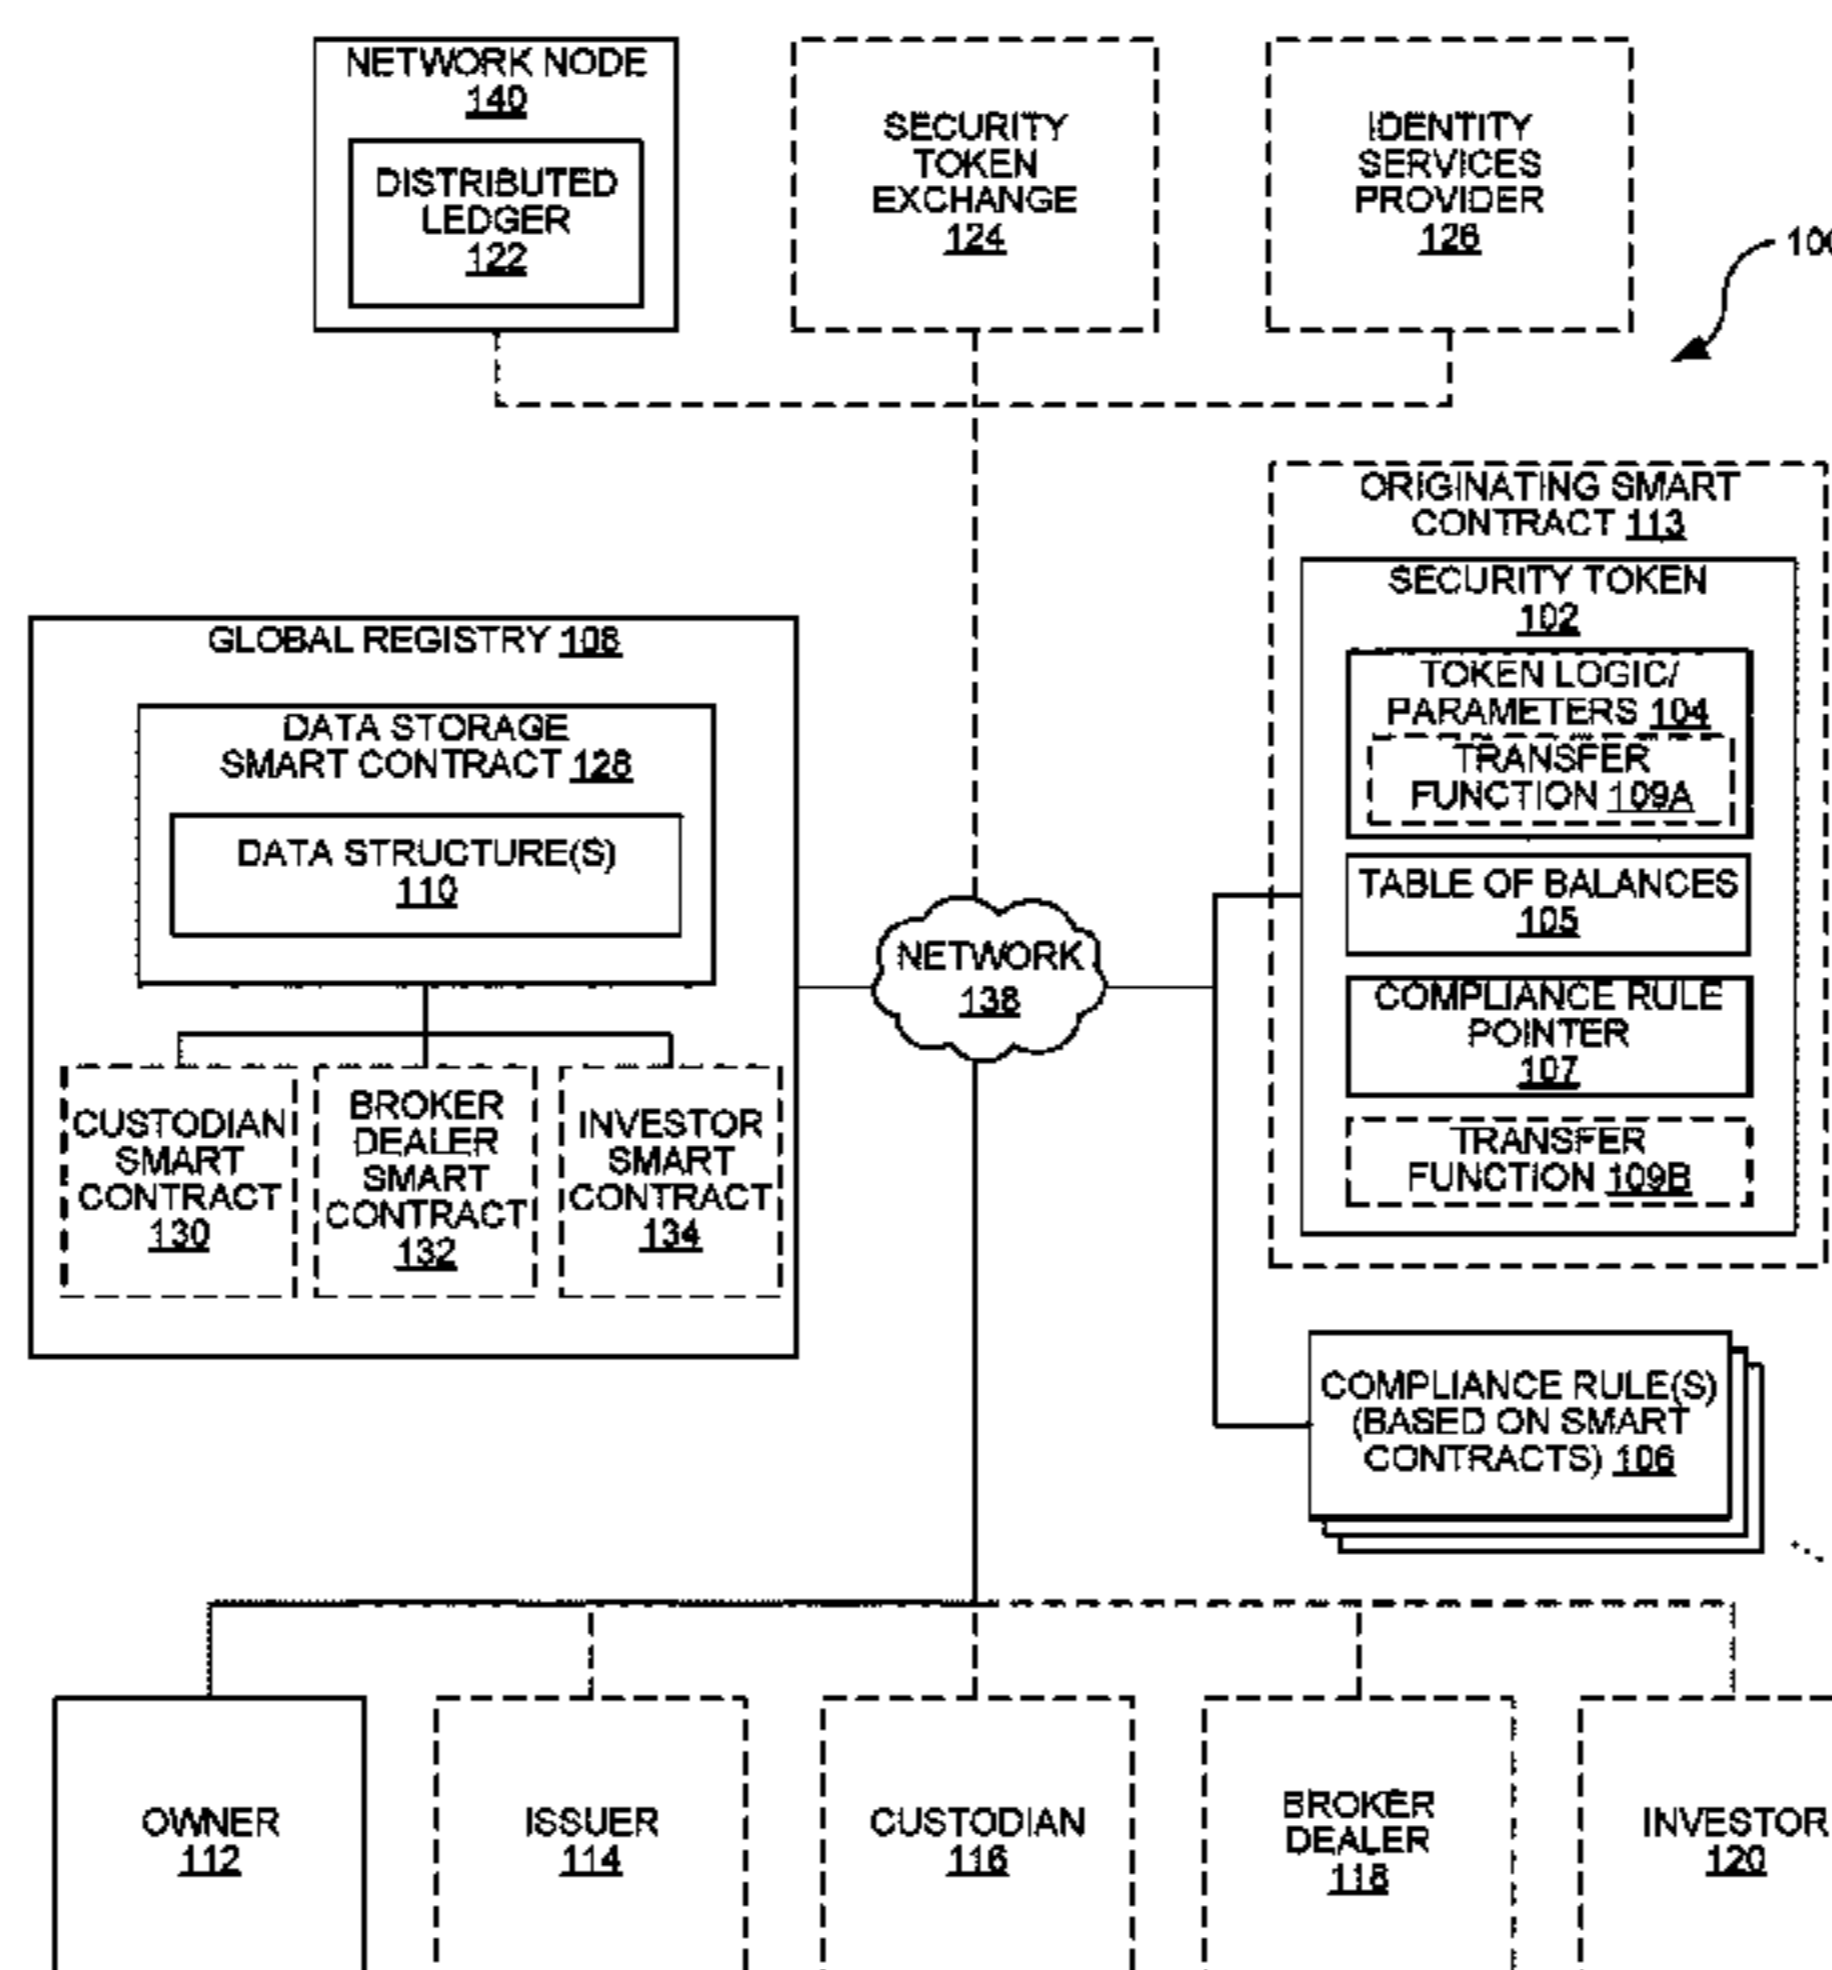 NETWORK NODE
140
DISTRIBUTED
LEDGER
122
SECURITY
TOKEN
EXCHANGE
124
IDENTITY
SERVICES
PROVIDER
126
100
ORIGINATING SMART
CONTRACT 113
SECURITY TOKEN
102
TOKEN LOGIC/
PARAMETERS 104
TRANSFER
FUNCTION 109A
TABLE OF BALANCES
105
COMPLIANCE RULE
POINTER
107
TRANSFER
FUNCTION 109B
GLOBAL REGISTRY 108
DATA STORAGE
SMART CONTRACT 128
DATA STRUCTURE(S)
110
CUSTODIAN
SMART
CONTRACT
130
BROKER
DEALER
SMART
CONTRACT
132
INVESTOR
SMART
CONTRACT
134
NETWORK
138
COMPLIANCE RULE(S)
(BASED ON SMART
CONTRACTS) 106
OWNER
112
ISSUER
114
CUSTODIAN
116
BROKER
DEALER
118
INVESTOR
120